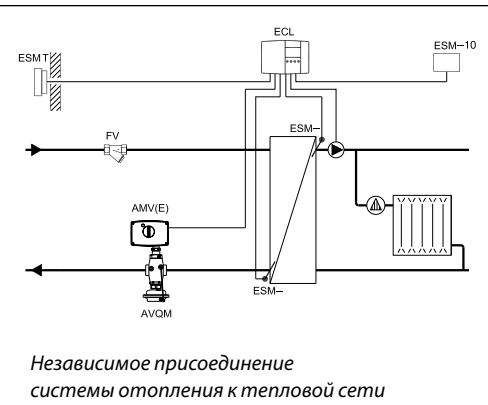 ECL
ESM-10
ESMT
ESM–
FV
AMV(E)
ESM–
AVQM
Независимое присоединение
системы отопления к тепловой сети